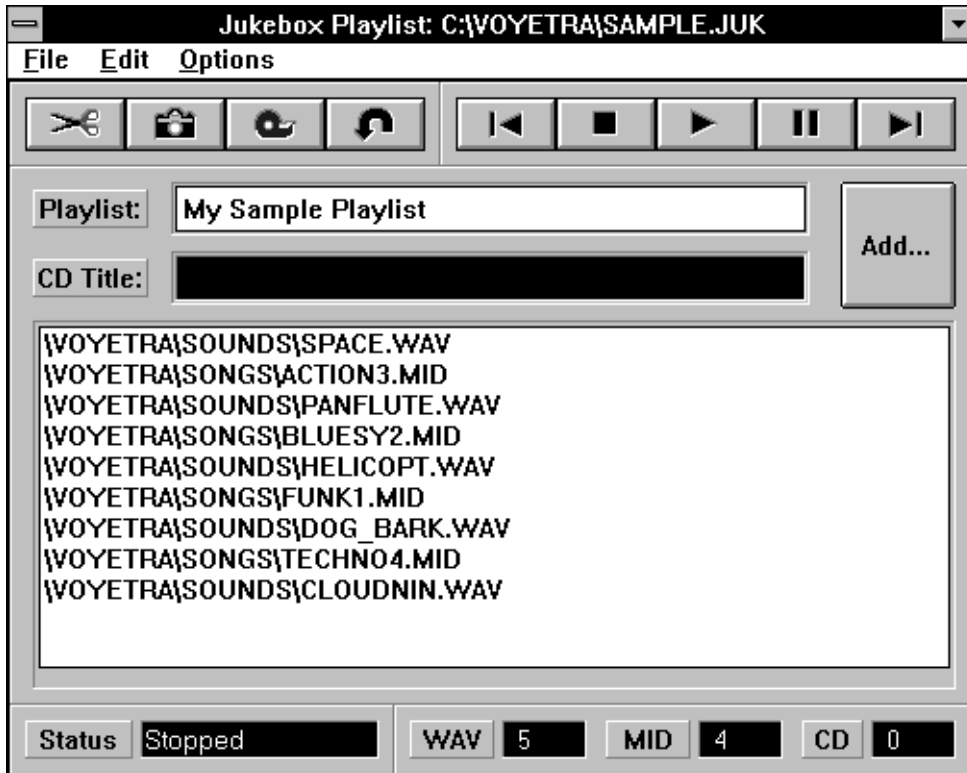 Jukebox Playlist: C:\VOYETRA\SAMPLE.JUK
File Edit Options
Playlist: My Sample Playlist
Add...
CD Title:
\VOYETRA\SOUNDS\SPACE.WAV
\VOYETRA\SONGS\ACTION3.MID
\VOYETRA\SOUNDS\PANFLUTE.WAV
\VOYETRA\SONGS\BLUESY2.MID
\VOYETRA\SOUNDS\HELICOPT.WAV
\VOYETRA\SONGS\FUNK1.MID
\VOYETRA\SOUNDS\DOG_BARK.WAV
\VOYETRA\SONGS\TECHNO4.MID
\VOYETRA\SOUNDS\CLOUDNIN.WAV
Status Stopped WAV 5 MID 4 CD 0